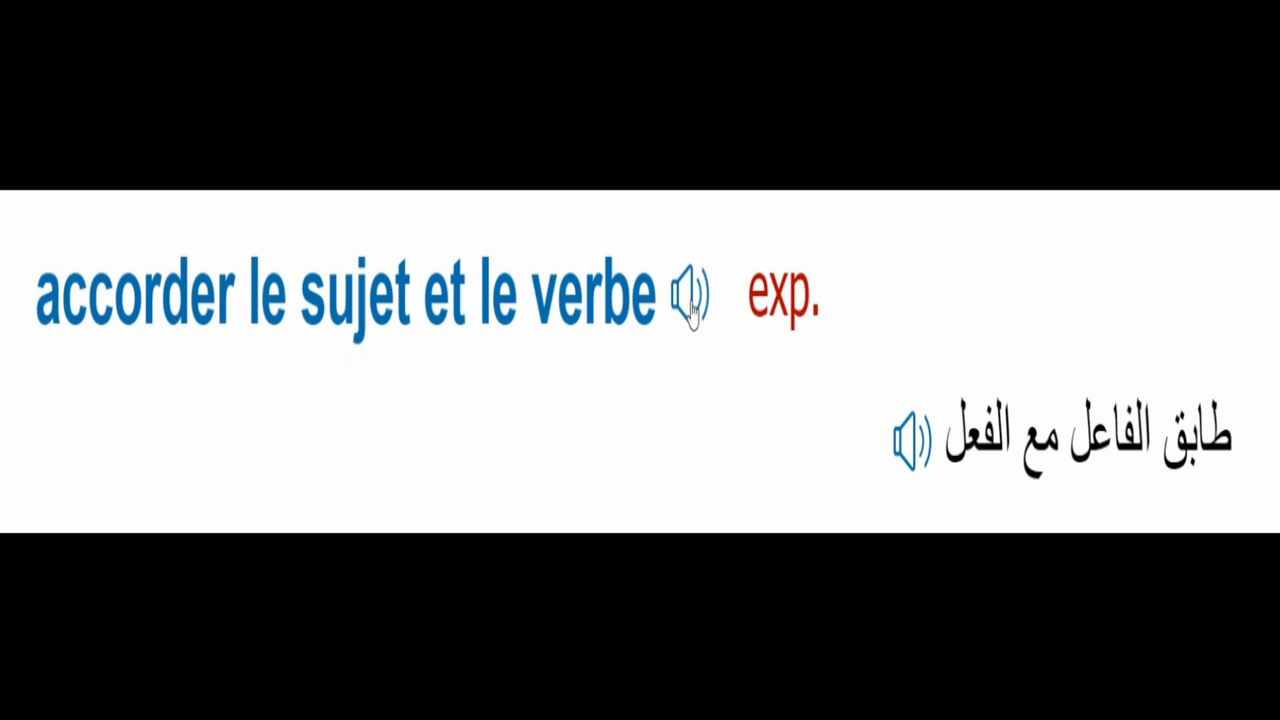 accorder le sujet et le verbe exp.
طابق الفاعل مع الفعل